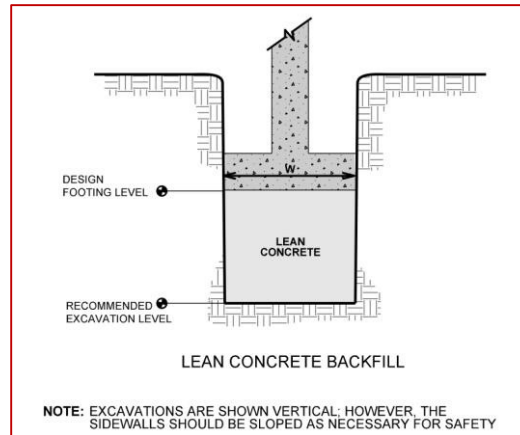 DESIGN
FOOTING LEVEL
W
LEAN
CONCRETE
RECOMMENDED
EXCAVATION LEVEL
LEAN CONCRETE BACKFILL
NOTE: EXCAVATIONS ARE SHOWN VERTICAL; HOWEVER, THE
SIDEWALLS SHOULD BE SLOPED AS NECESSARY FOR SAFETY